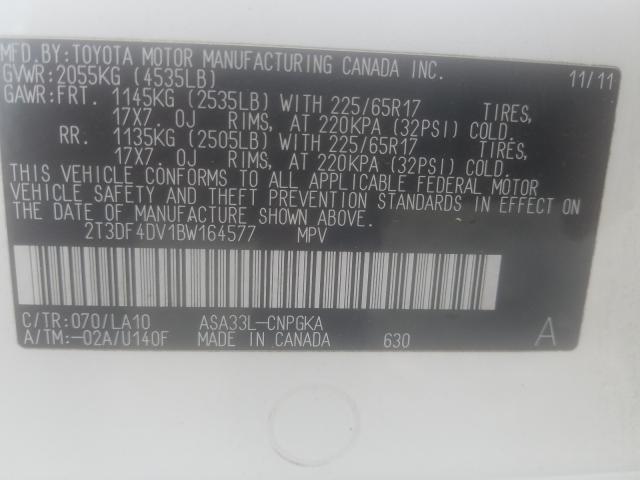 MFD.BY:TOYOTA MOTOR MANUFACTURING CANADA INC.
GVWR:2055KG (4535LB) 11/11
GAWR:FRT. 1145KG (2535LB) WITH 225/65R17 TIRES,
17X7.0J RIMS, AT 220KPA (32PSI) COLD.
RR. 1135KG (2505LB) WITH 225/65R17 TIRES,
17X7.0J RIMS, AT 220KPA (32PSI) COLD.
THIS VEHICLE CONFORMS TO ALL APPLICABLE FEDERAL MOTOR
VEHICLE SAFETY AND THEFT PREVENTION STANDARDS IN EFFECT ON
THE DATE OF MANUFACTURE SHOWN ABOVE.
2T3DF4DV1BW164577 MPV
C/TR:070/LA10 ASA33L-CNPGKA
A/TM:-02A/U140F MADE IN CANADA 630 A